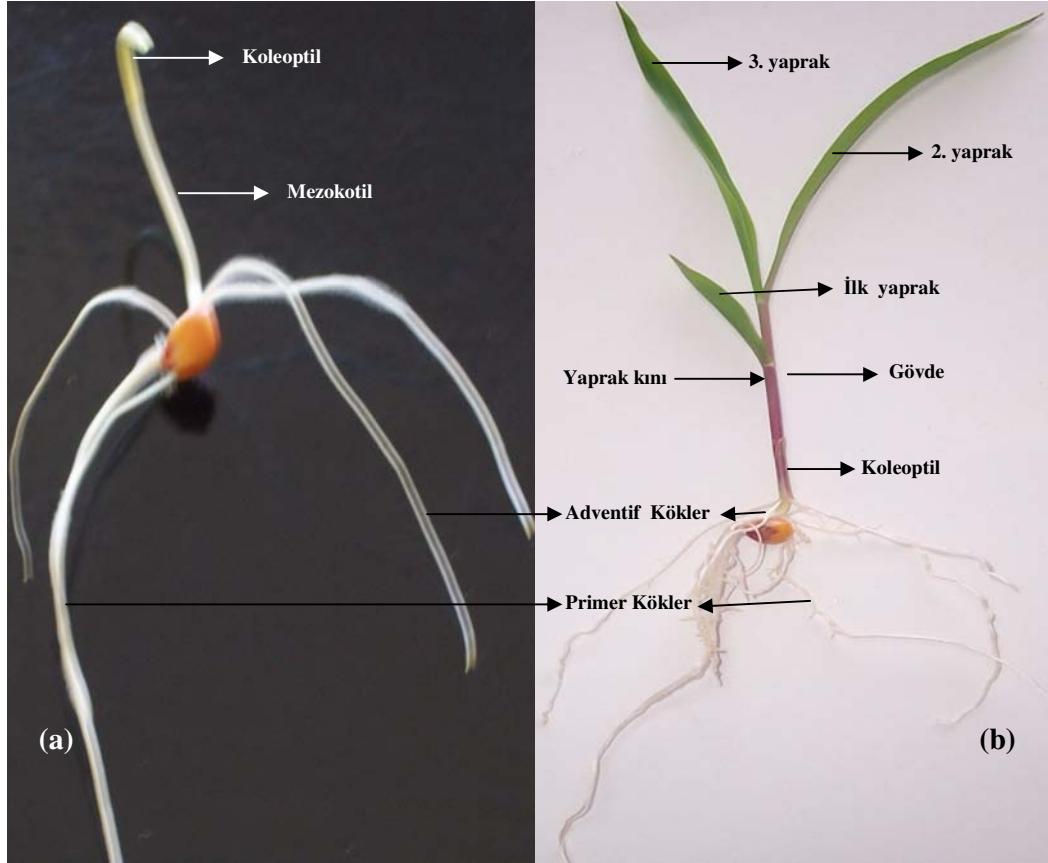 Koleoptil
Mezokotil
(a)
3. yaprak
2. yaprak
İlk yaprak
Yaprak kını
Gövde
Koleoptil
Adventif Kökler
Primer Kökler
(b)